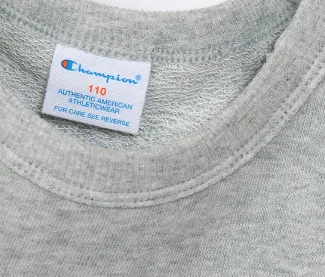 Champion
110
AUTHENTIC AMERICAN
ATHLETICWEAR
FOR CARE SEE REVERSE